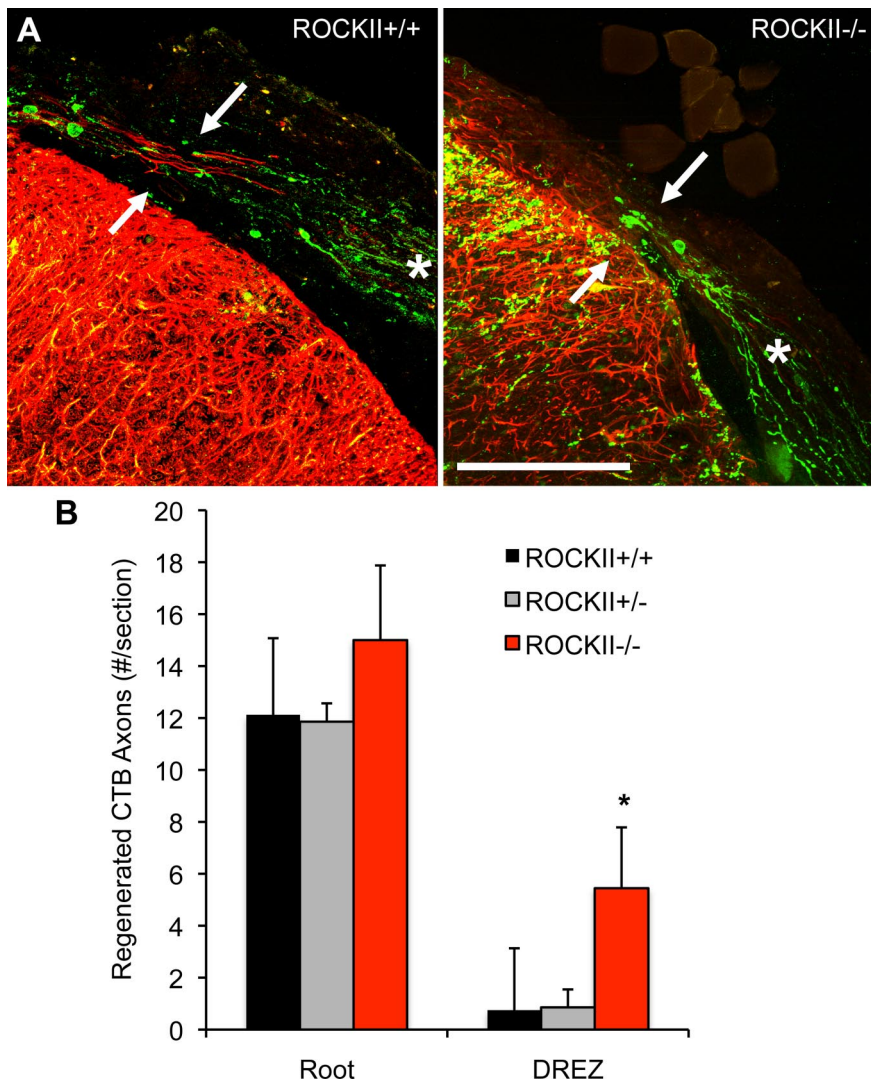 A
ROCKII+/+
ROCKII-/-
*
*
B
Regenerated CTB Axons (#/section)
20
18
16
14
12
10
8
6
4
2
0
ROCKII+/+
ROCKII+/-
ROCKII-/-
*
Root
DREZ